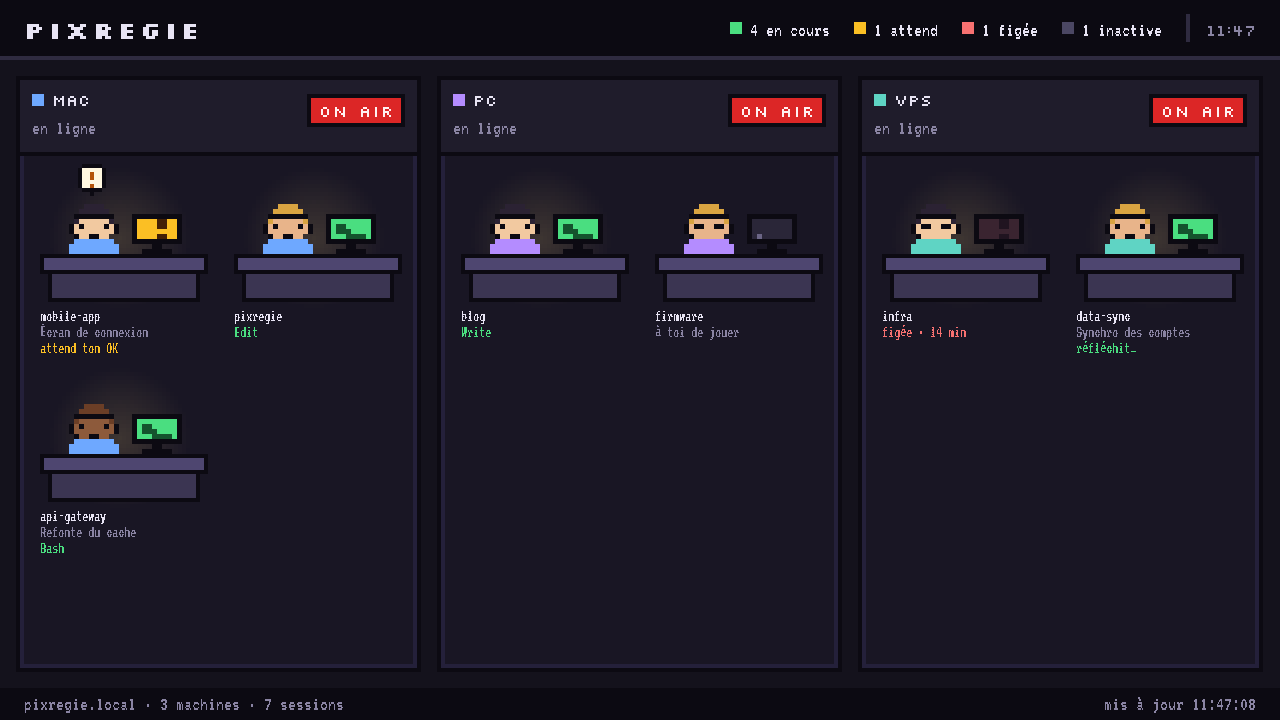 PIXREGIE
4 en cours
1 attend
1 figée
1 inactive
11:47
MAC
en ligne
ON AIR
PC
en ligne
ON AIR
VPS
en ligne
ON AIR
!
mobile-app
Écran de connexion
attend ton OK
pixregie
Edit
blog
Write
firmware
à toi de jouer
infra
figée · 14 min
data-sync
Synchro des comptes
réfléchit…
api-gateway
Refonte du cache
Bash
pixregie.local · 3 machines · 7 sessions
mis à jour 11:47:08